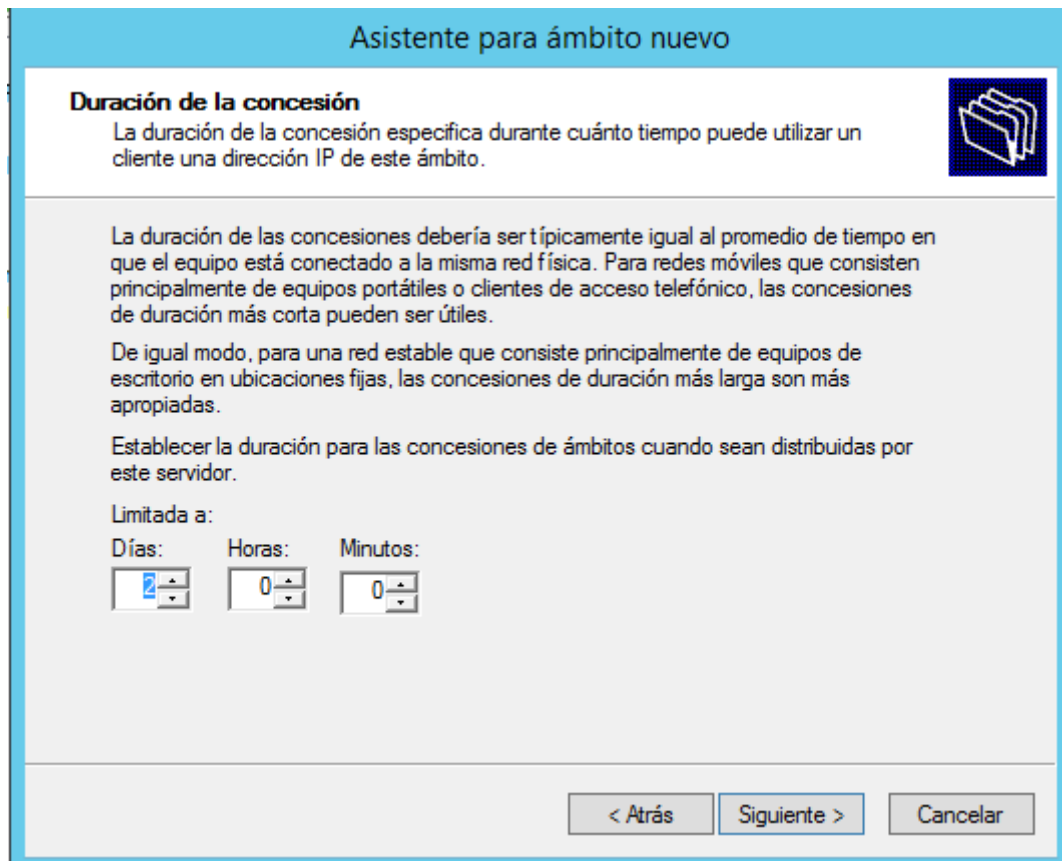 Asistente para ámbito nuevo
Duración de la concesión
La duración de la concesión especifica durante cuánto tiempo puede utilizar un
cliente una dirección IP de este ámbito.
La duración de las concesiones debería ser típicamente igual al promedio de tiempo en
que el equipo está conectado a la misma red física. Para redes móviles que consisten
principalmente de equipos portátiles o clientes de acceso telefónico, las concesiones
de duración más corta pueden ser útiles.
De igual modo, para una red estable que consiste principalmente de equipos de
escritorio en ubicaciones fijas, las concesiones de duración más larga son más
apropiadas.
Establecer la duración para las concesiones de ámbitos cuando sean distribuidas por
este servidor.
Limitada a:
Días: Horas: Minutos:
2 0 0
< Atrás Siguiente > Cancelar